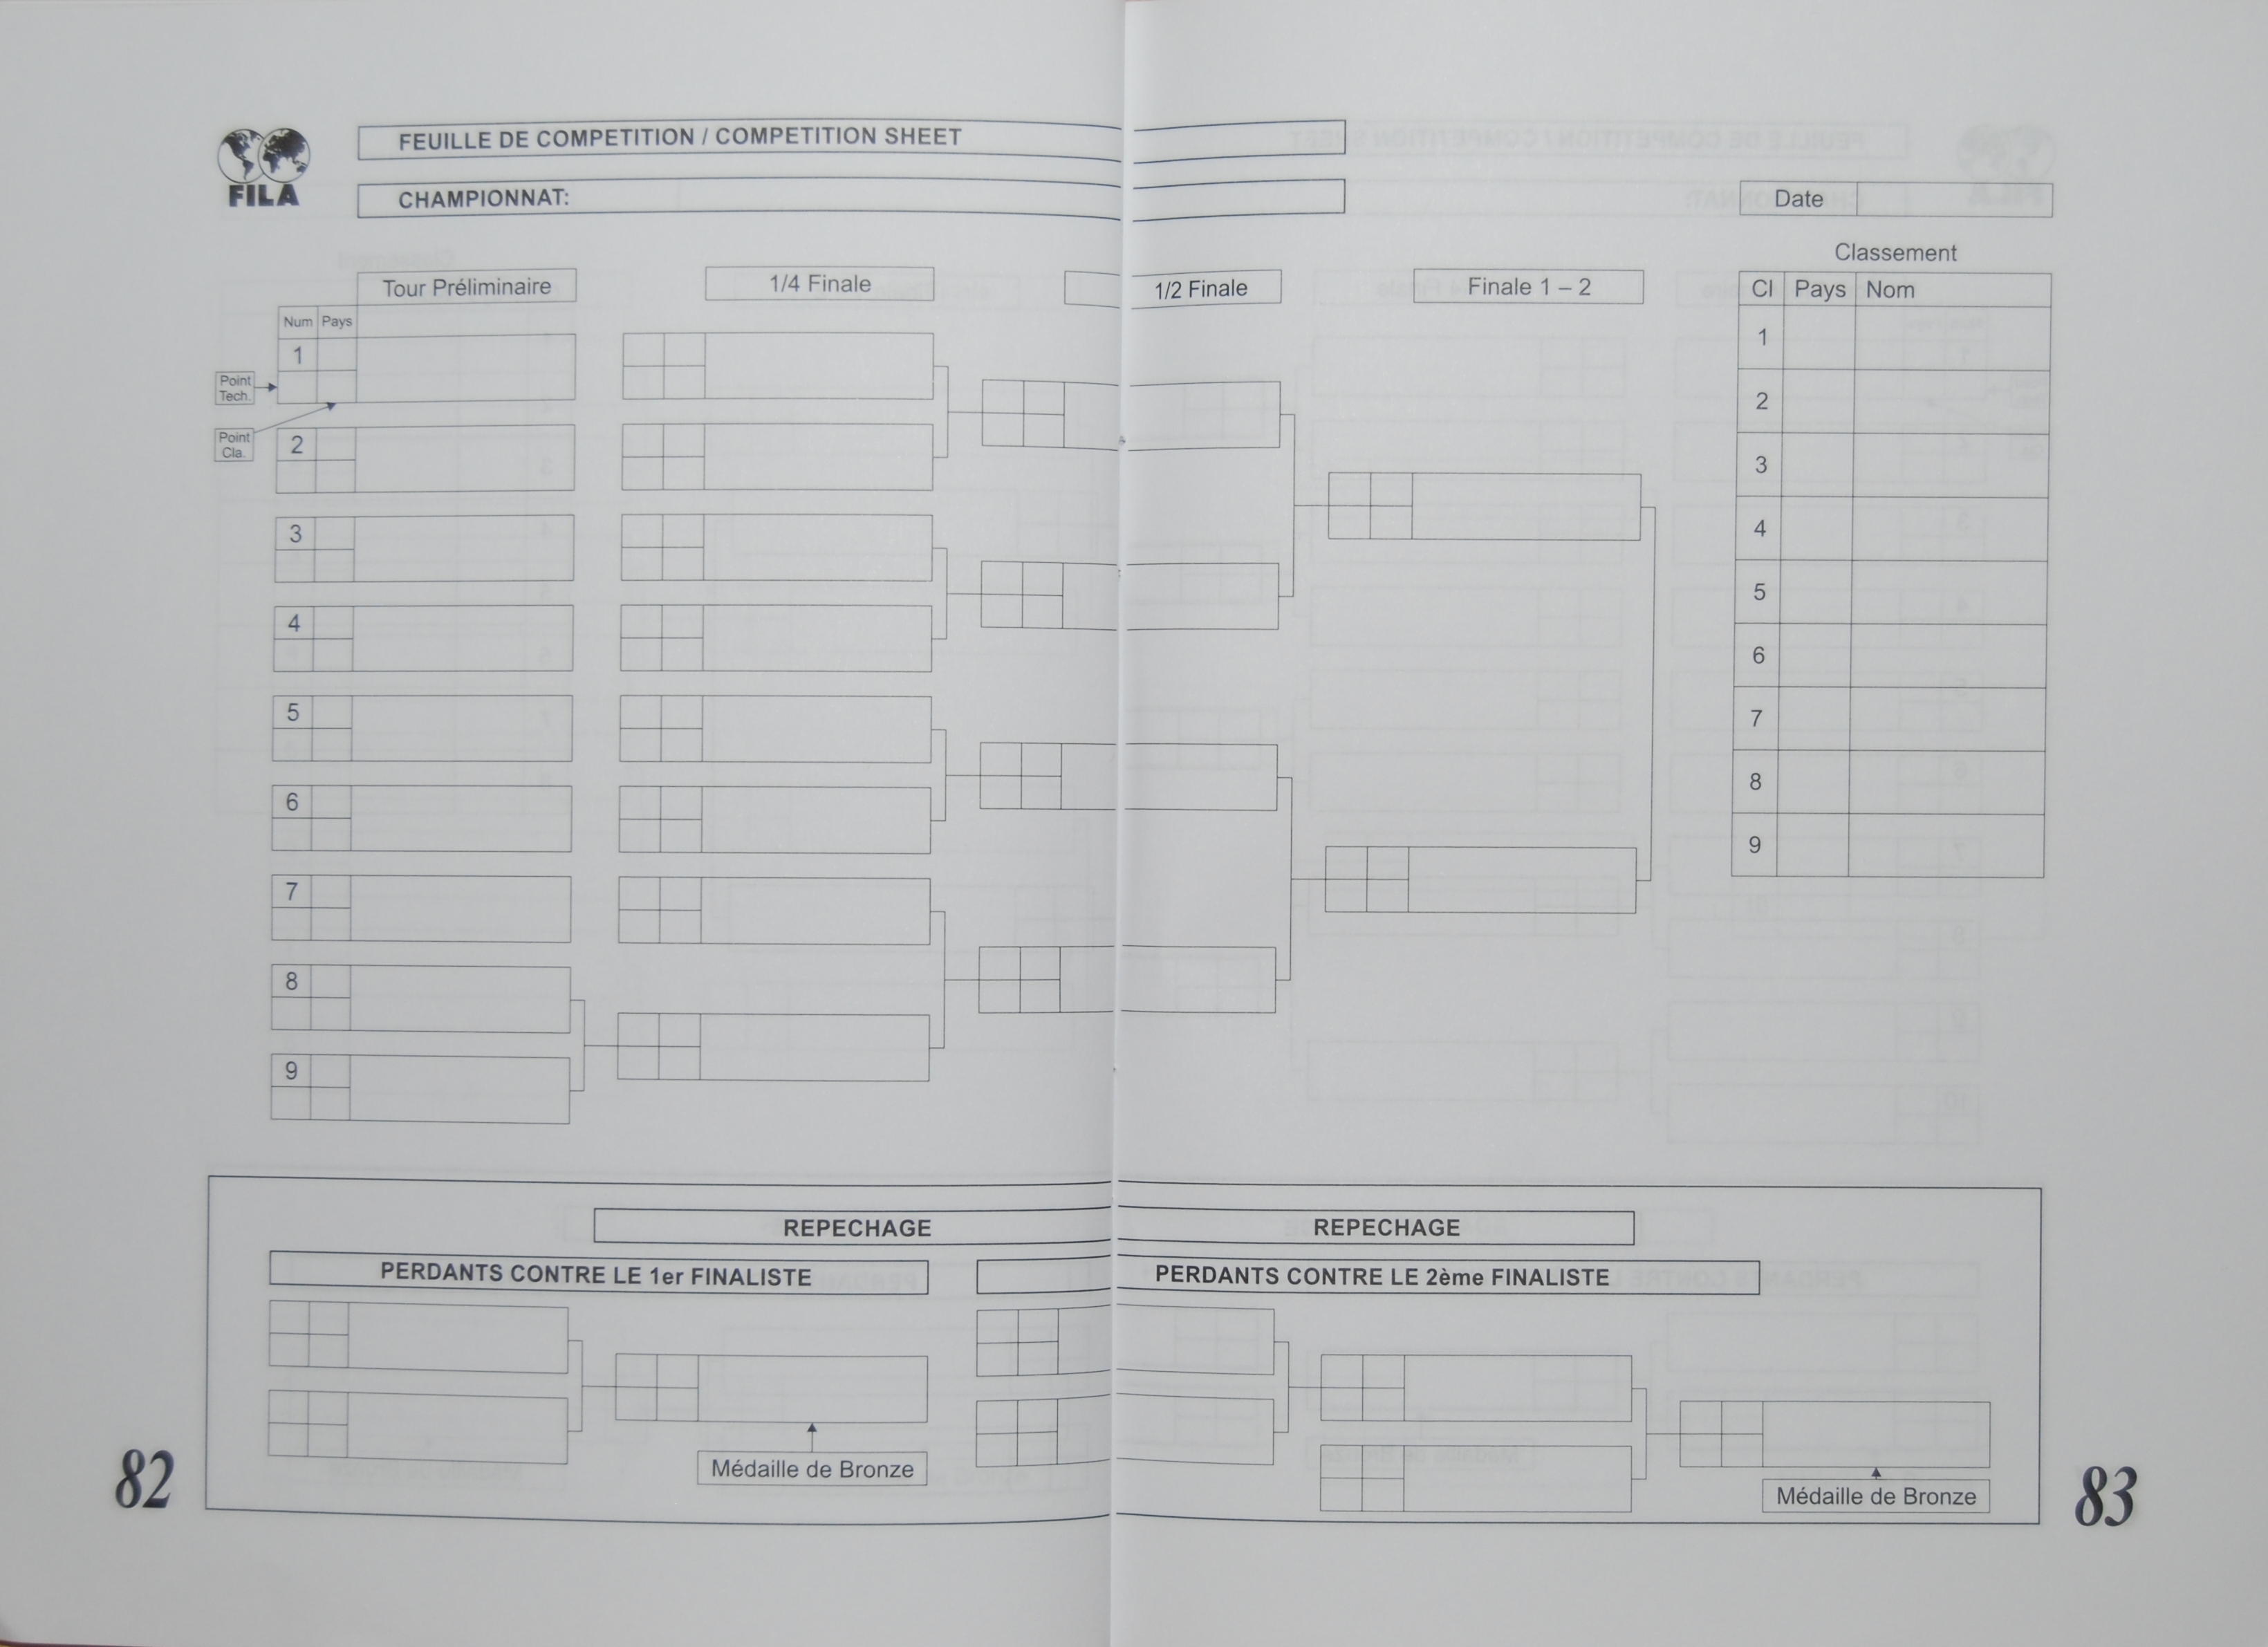 FILA
FEUILLE DE COMPETITION / COMPETITION SHEET
CHAMPIONNAT:
Date
Classement
Tour Préliminaire
1/4 Finale
1/2 Finale
Finale 1 – 2
Cl Pays Nom
Num Pays
1
2
3
4
5
6
7
8
9
Point
Tech.
Point
Cla.
1
2
3
4
5
6
7
8
9
REPECHAGE
REPECHAGE
PERDANTS CONTRE LE 1er FINALISTE
PERDANTS CONTRE LE 2ème FINALISTE
Médaille de Bronze
Médaille de Bronze
82
83